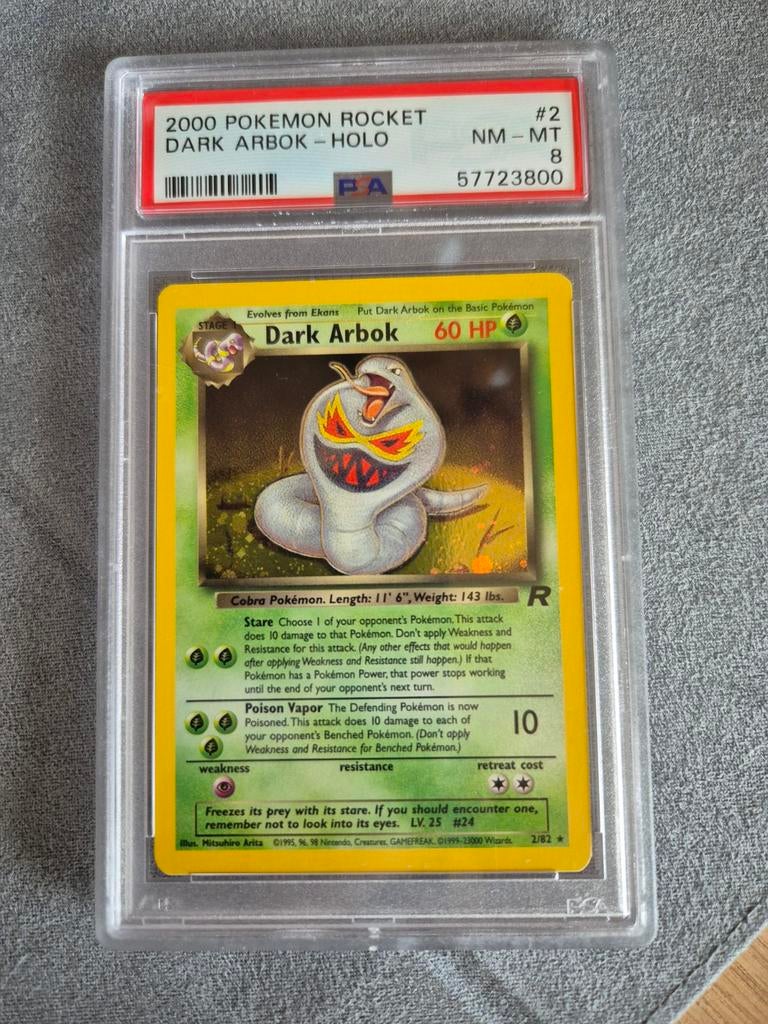 2000 POKEMON ROCKET #2
DARK ARBOK - HOLO NM - MT
8
PSA 57723800
Evolves from Ekans Put Dark Arbok on the Basic Pokémon
STAGE 1 Dark Arbok 60 HP
Cobra Pokémon. Length: 11' 6", Weight: 143 lbs. R
Stare Choose 1 of your opponent's Pokémon. This attack
does 10 damage to that Pokémon. Don't apply Weakness and
Resistance for this attack. (Any other effects that would happen
after applying Weakness and Resistance still happen.) If that
Pokémon has a Pokémon Power, that power stops working
until the end of your opponent's next turn.
Poison Vapor The Defending Pokémon is now
Poisoned. This attack does 10 damage to each of
your opponent's Benched Pokémon. (Don't apply
Weakness and Resistance for Benched Pokémon.)
10
weakness resistance retreat cost
Freezes its prey with its stare. If you should encounter one,
remember not to look into its eyes. LV. 25 #24
Illus. Mitsuhiro Arita ©1995, 96, 98 Nintendo, Creatures, GAMEFREAK. ©1999-23000 Wizards. 2/82 ★